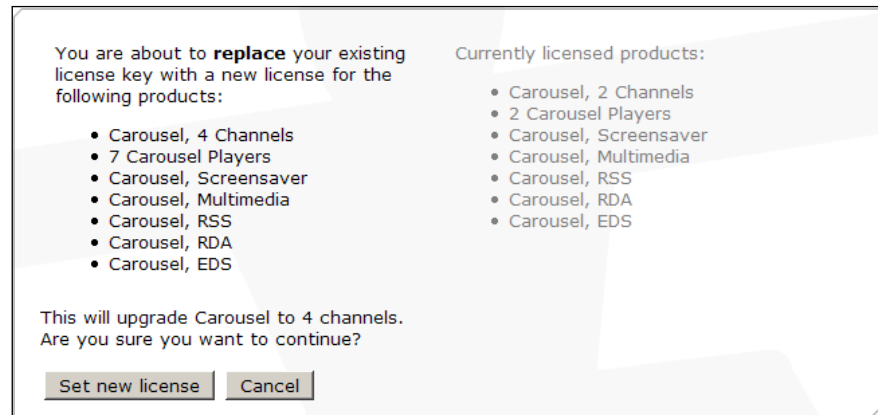 You are about to replace your existing
license key with a new license for the
following products:
• Carousel, 4 Channels
• 7 Carousel Players
• Carousel, Screensaver
• Carousel, Multimedia
• Carousel, RSS
• Carousel, RDA
• Carousel, EDS
Currently licensed products:
• Carousel, 2 Channels
• 2 Carousel Players
• Carousel, Screensaver
• Carousel, Multimedia
• Carousel, RSS
• Carousel, RDA
• Carousel, EDS
This will upgrade Carousel to 4 channels.
Are you sure you want to continue?
Set new license
Cancel